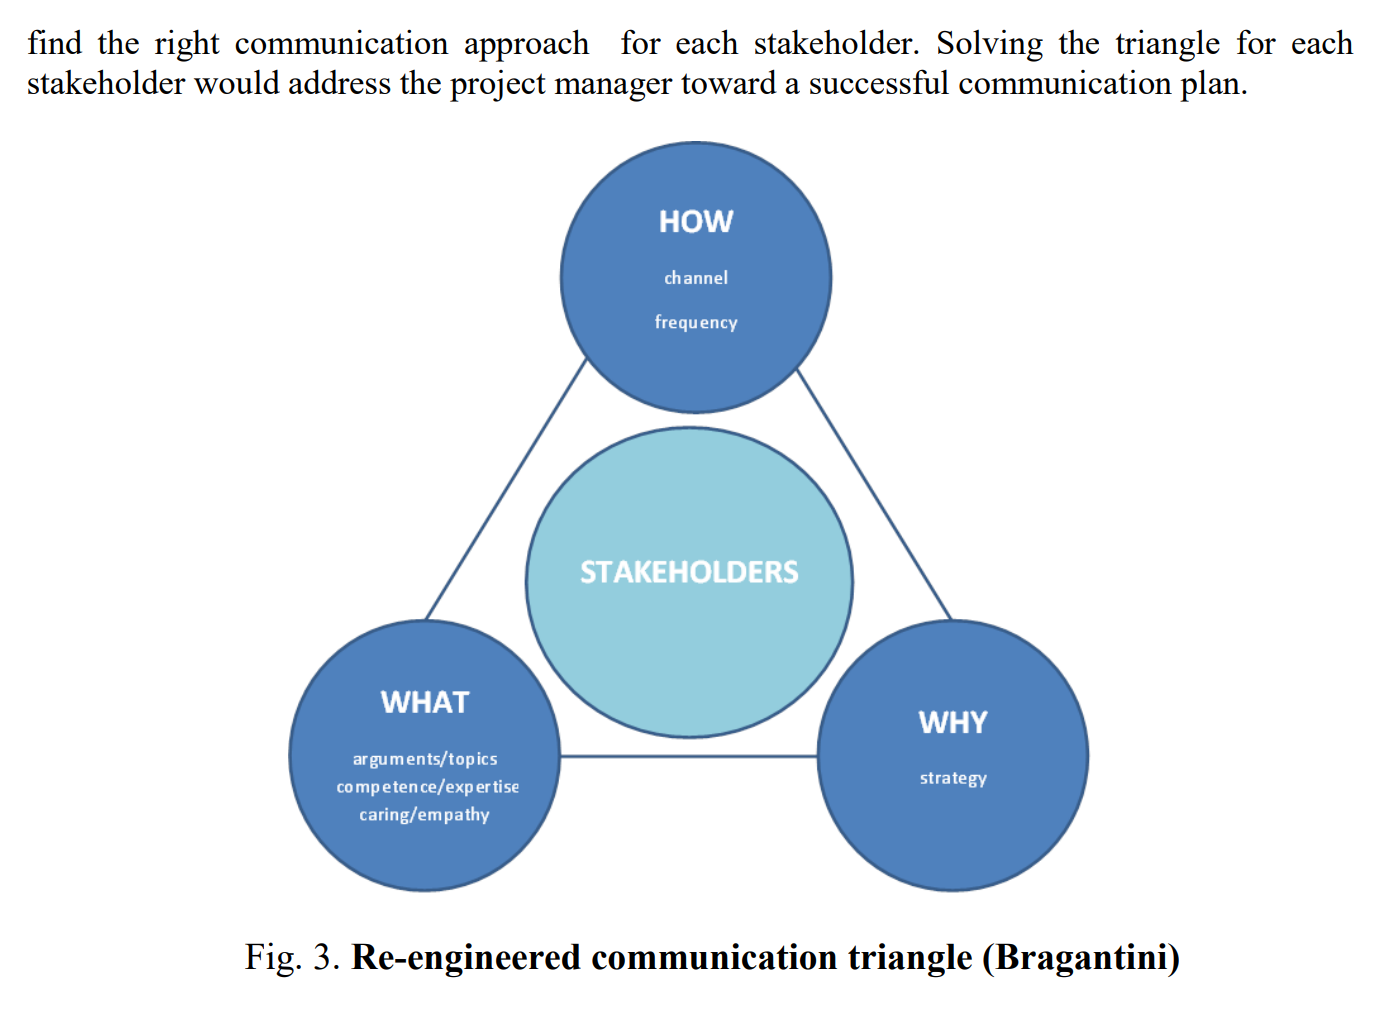 find the right communication approach for each stakeholder. Solving the triangle for each
stakeholder would address the project manager toward a successful communication plan.
HOW
channel
frequency
STAKEHOLDERS
WHAT
arguments/topics
competence/expertise
caring/empathy
WHY
strategy
Fig. 3. Re-engineered communication triangle (Bragantini)